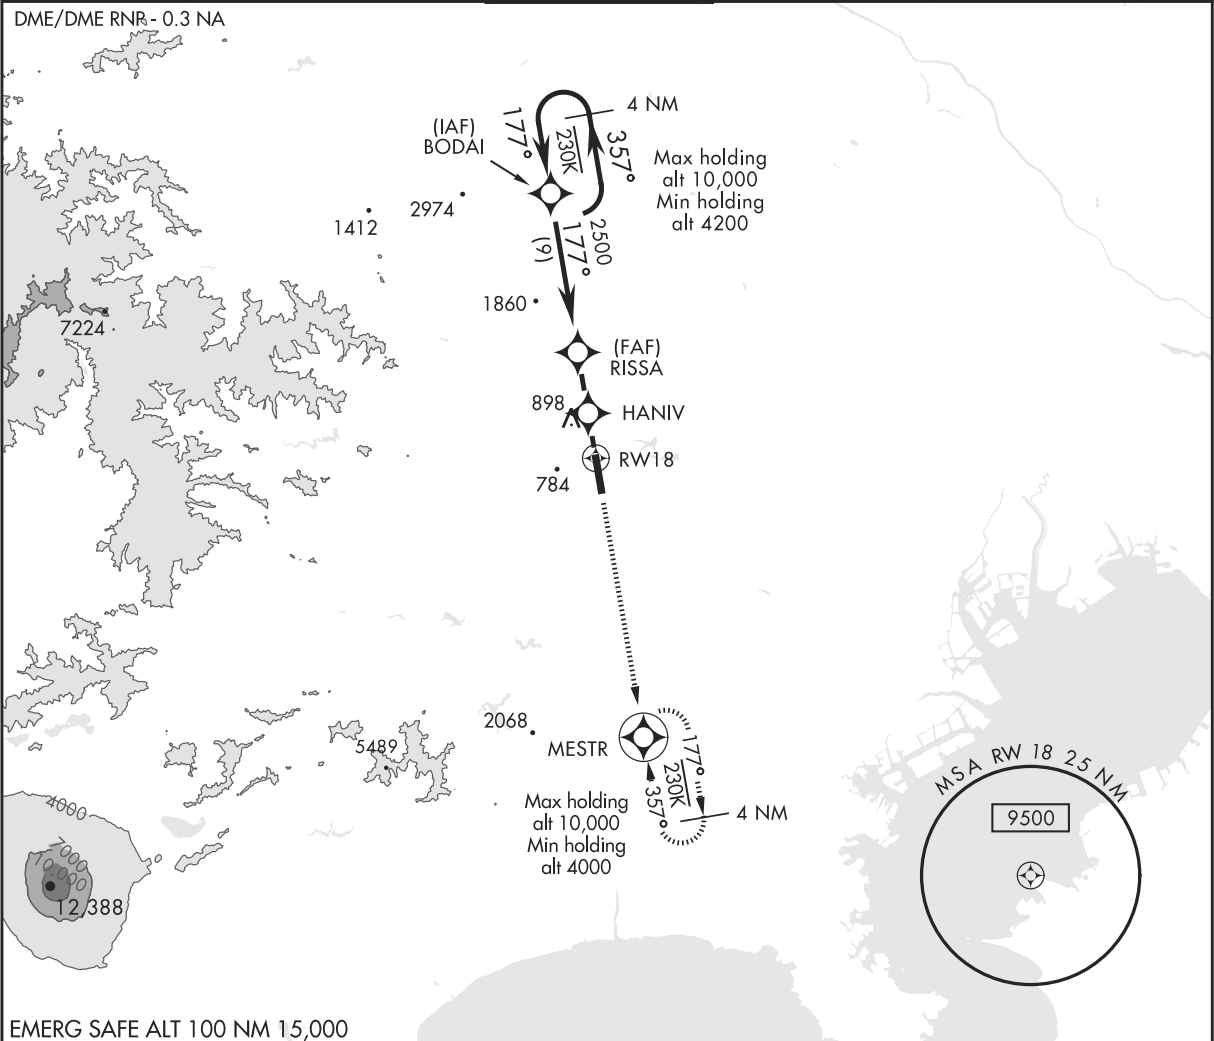 DME/DME RNP - 0.3 NA
4 NM
(IAF)
BODAI
177°
230K
357°
Max holding
alt 10,000
Min holding
alt 4200
2974
1412
2500
177°
(9)
1860
7224
(FAF)
RISSA
898
HANIV
RW18
784
2068
MESTR
5489
177°
230K
357°
4 NM
Max holding
alt 10,000
Min holding
alt 4000
MSA RW 18 25 NM
9500
4000
7000
10000
12,388
EMERG SAFE ALT 100 NM 15,000